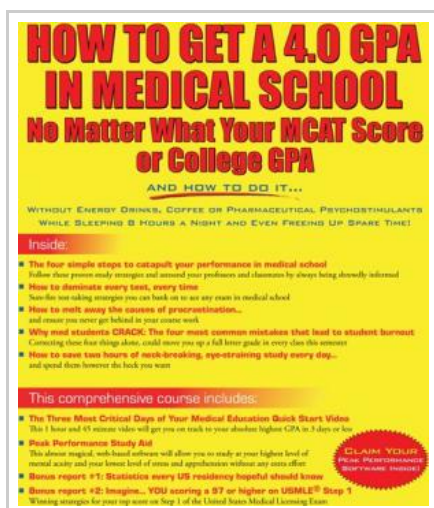 HOW TO GET A 4.0 GPA
IN MEDICAL SCHOOL
No Matter What Your MCAT Score
or College GPA
AND HOW TO DO IT...
WITHOUT ENERGY DRINKS, COFFEE OR PHARMACEUTICAL PSYCHOSTIMULANTS
WHILE SLEEPING 8 HOURS A NIGHT AND EVEN FREEING UP SPARE TIME!
Inside:
The four simple steps to catapult your performance in medical school
Follow these proven study strategies and astound your professors and classmates by always being shrewdly informed
How to dominate every test, every time
Sure-fire test-taking strategies you can bank on to ace any exam in medical school
How to melt away the causes of procrastination...
and ensure you never get behind in your course work
Why med students CRACK: The four most common mistakes that lead to student burnout
Correcting these four things alone, could move you up a full letter grade in every class this semester
How to save two hours of neck-breaking, eye-straining study every day...
and spend them however the heck you want
This comprehensive course includes:
The Three Most Critical Days of Your Medical Education Quick Start Video
This 1 hour and 45 minute video will get you on track to your absolute highest GPA in 3 days or less
Peak Performance Study Aid
This almost magical, web-based software will allow you to study at your highest level of
mental acuity and your lowest level of stress and apprehension without any extra effort
CLAIM YOUR
PEAK PERFORMANCE
SOFTWARE INSIDE!
Bonus report #1: Statistics every US residency hopeful should know
Bonus report #2: Imagine... YOU scoring a 97 or higher on USMLE® Step 1
Winning strategies for your top score on Step 1 of the United States Medical Licensing Exam